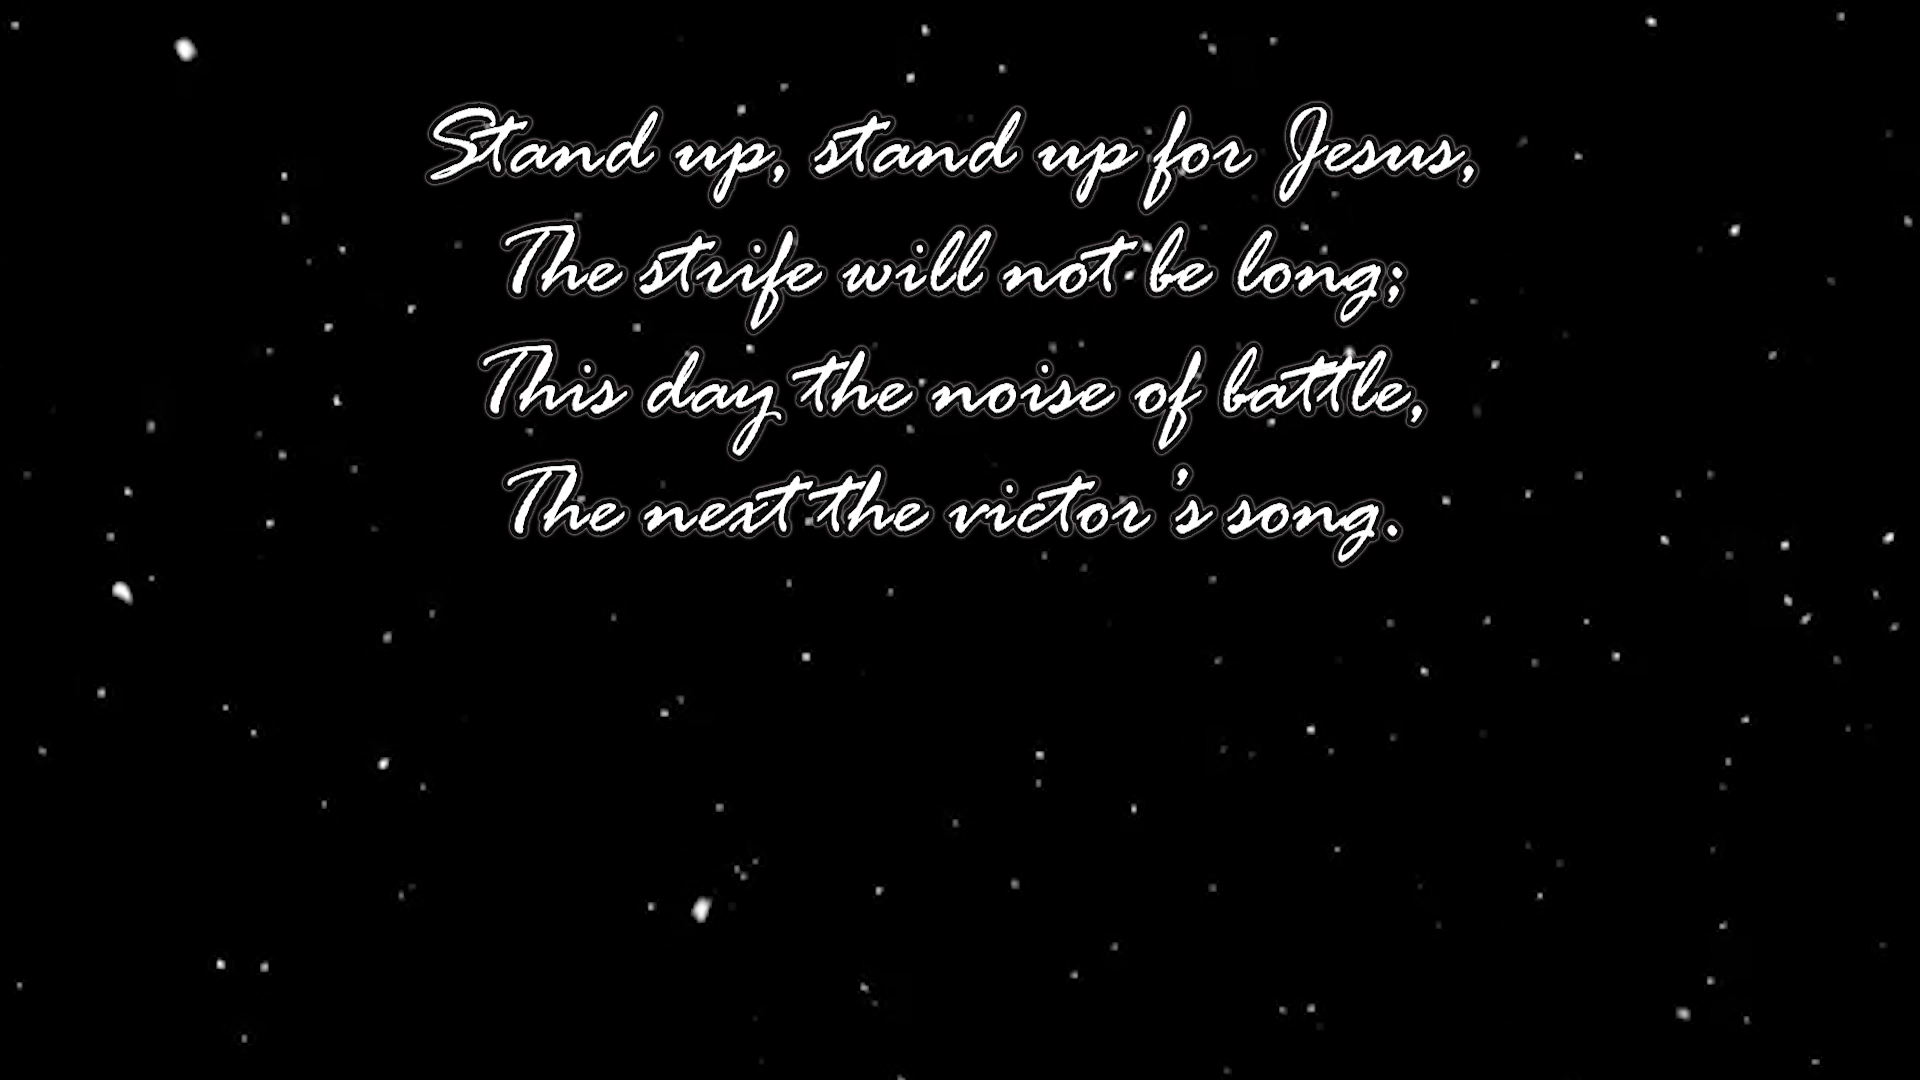 Stand up, stand up for Jesus,
The strife will not be long;
This day the noise of battle,
The next the victor's song.